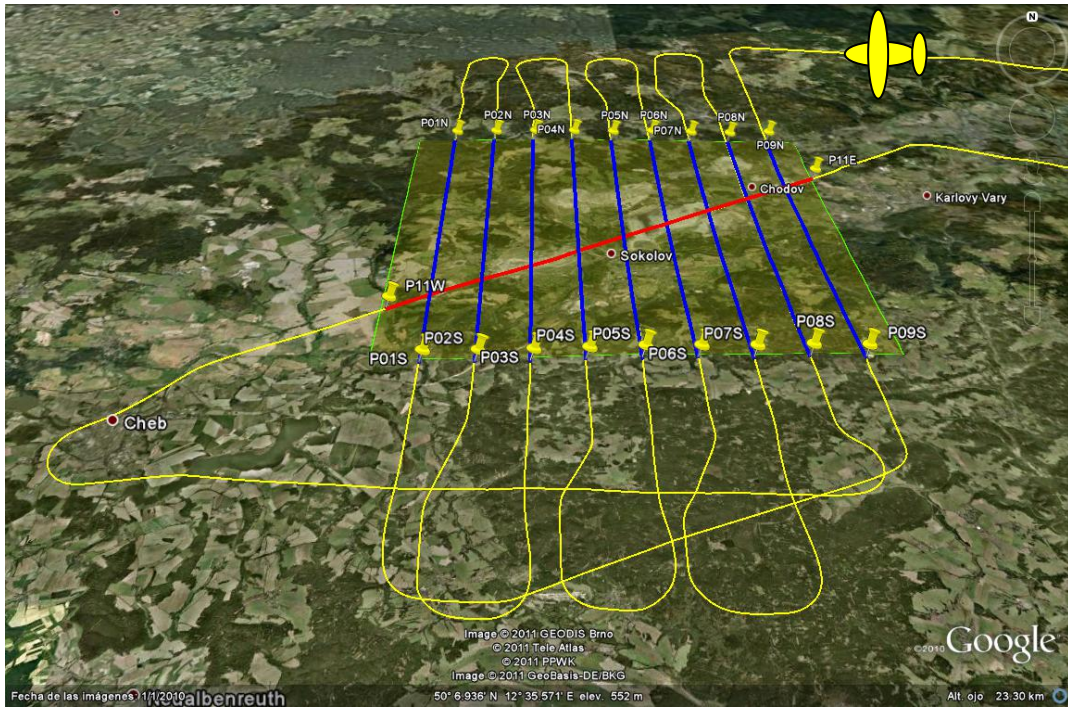 N
P01N
P02N
P03N
P04N
P05N
P06N
P07N
P08N
P09N
P11E
Chodov
Karlovy Vary
Sokolov
P11W
P01S
P02S
P03S
P04S
P05S
P06S
P07S
P08S
P09S
Cheb
Image © 2011 GEODIS Brno
© 2011 Tele Atlas
© 2011 PPWK
Image © 2011 GeoBasis-DE/BKG
©2010 Google
Fecha de las imágenes: 1/1/2010
50° 6.936' N 12° 35.571' E elev. 552 m
Alt. ojo 23.30 km